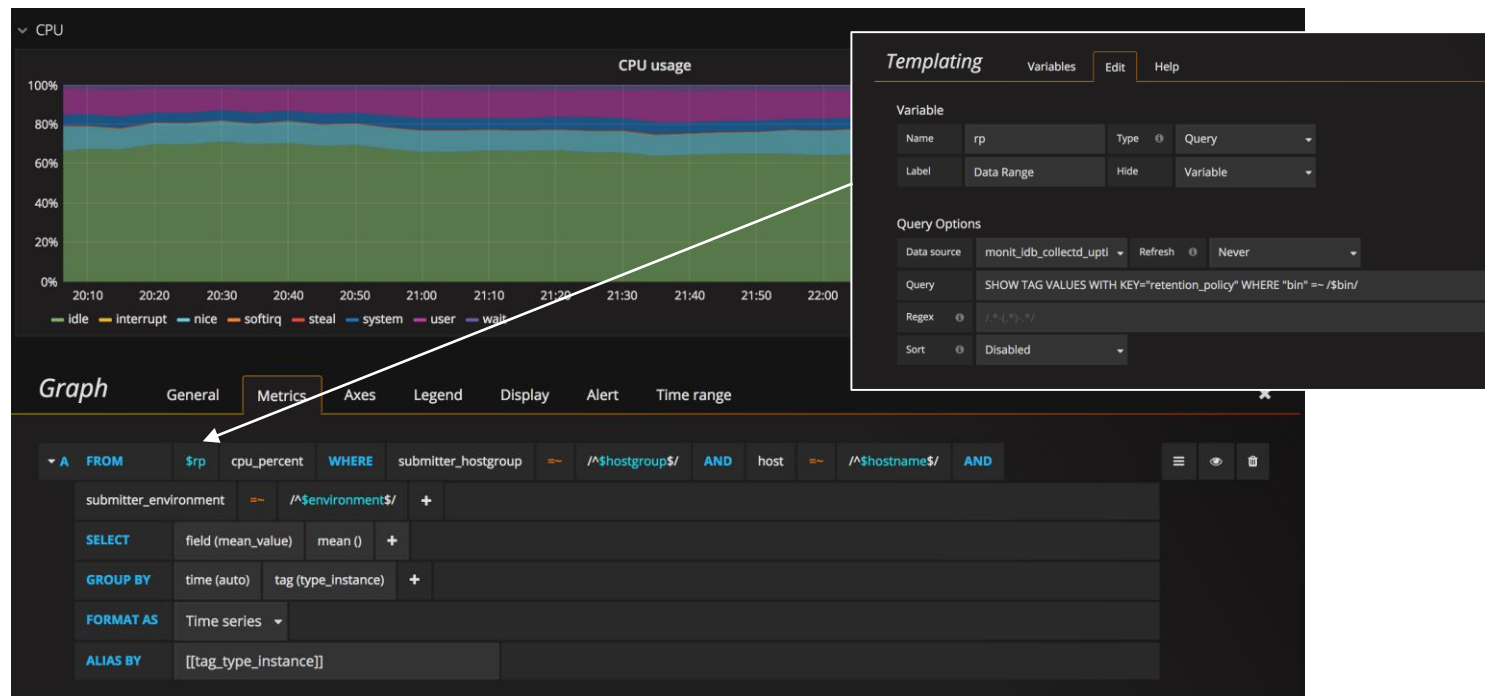 CPU
CPU usage
100%
80%
60%
40%
20%
0%
20:10 20:20 20:30 20:40 20:50 21:00 21:10 21:20 21:30 21:40 21:50 22:00
idle interrupt nice softirq steal system user wait
Templating Variables Edit Help
Variable
Name rp Type Query
Label Data Range Hide Variable
Query Options
Data source monit_idb_collectd_upti Refresh Never
Query SHOW TAG VALUES WITH KEY="retention_policy" WHERE "bin" =~ /$bin/
Regex /.*-(.*)-.*/
Sort Disabled
Graph General Metrics Axes Legend Display Alert Time range
A FROM $rp cpu_percent WHERE submitter_hostgroup =~ /^$hostgroup$/ AND host =~ /^$hostname$/ AND
submitter_environment =~ /^$environment$/ +
SELECT field (mean_value) mean () +
GROUP BY time (auto) tag (type_instance) +
FORMAT AS Time series
ALIAS BY [[tag_type_instance]]